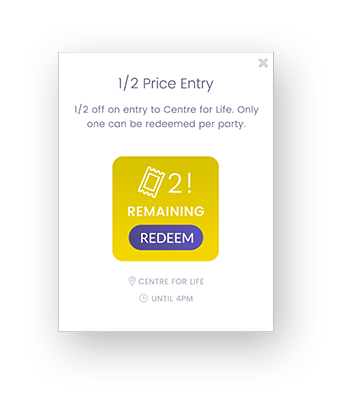 1/2 Price Entry
1/2 off on entry to Centre for Life. Only
one can be redeemed per party.
2!
REMAINING
REDEEM
CENTRE FOR LIFE
UNTIL 4PM